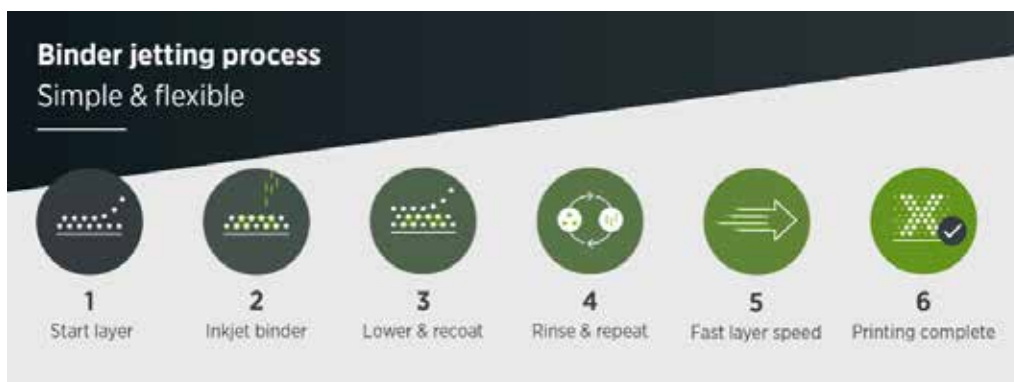 Binder jetting process
Simple & flexible
1
Start layer
2
Inkjet binder
3
Lower & recoat
4
Rinse & repeat
5
Fast layer speed
6
Printing complete